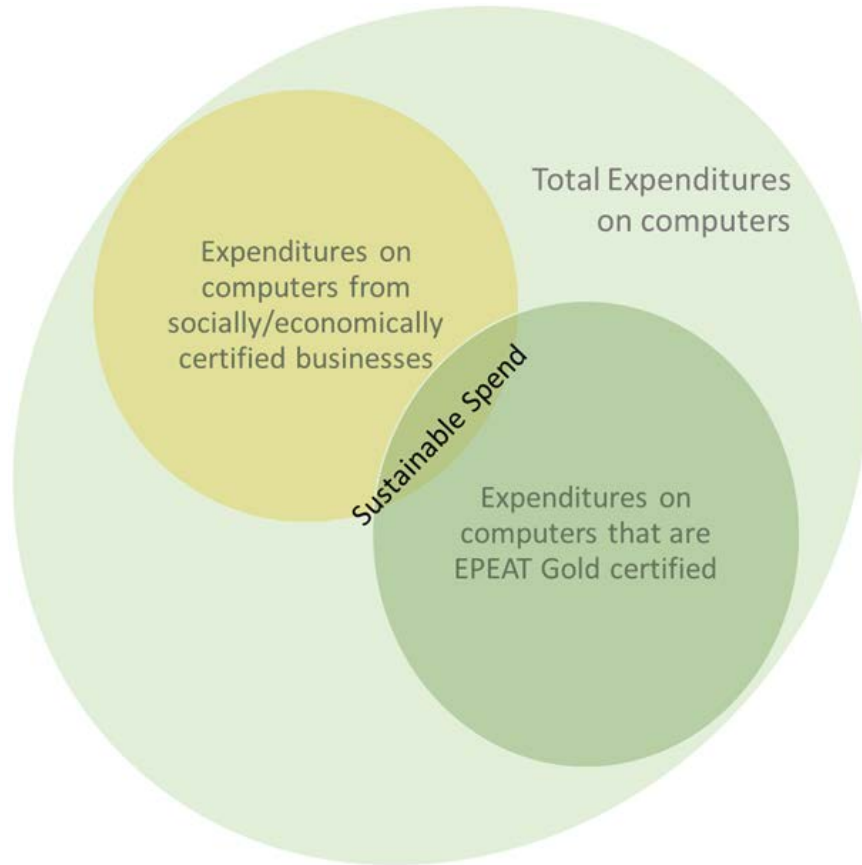 Total Expenditures
on computers
Expenditures on
computers from
socially/economically
certified businesses
Sustainable Spend
Expenditures on
computers that are
EPEAT Gold certified